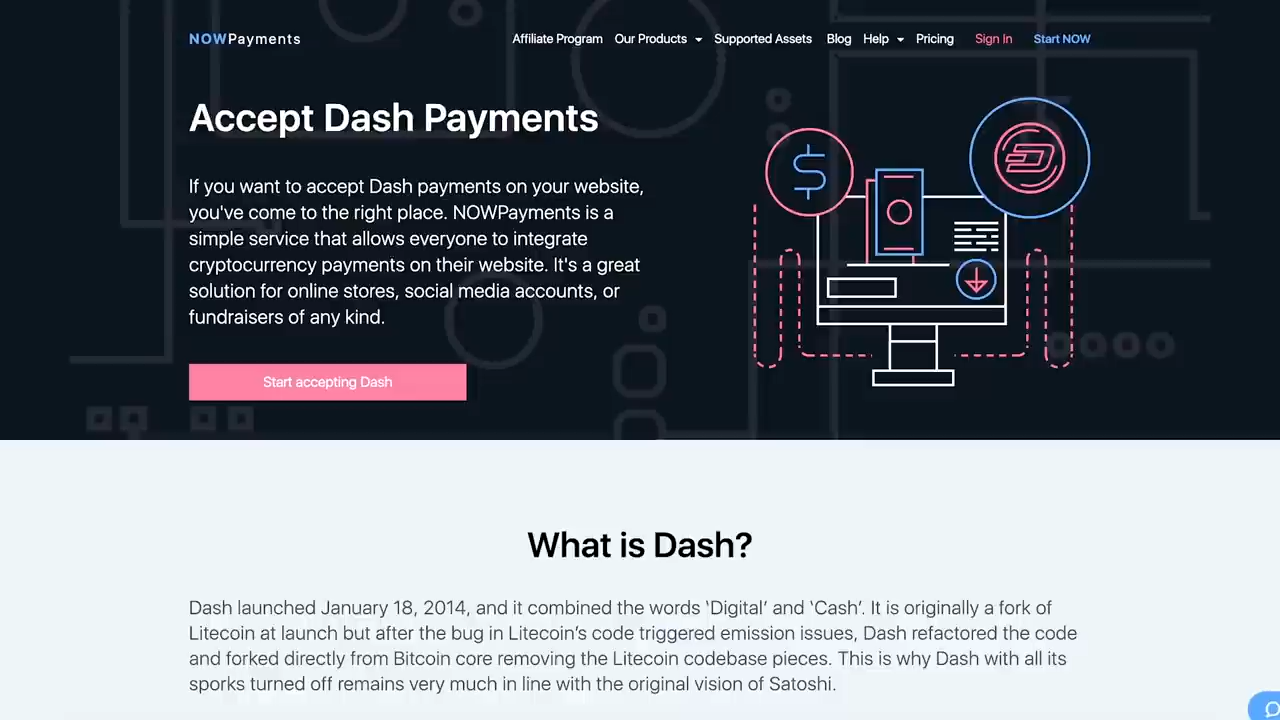 NOWPayments
Affiliate Program Our Products Supported Assets Blog Help Pricing Sign In Start NOW
Accept Dash Payments
If you want to accept Dash payments on your website,
you've come to the right place. NOWPayments is a
simple service that allows everyone to integrate
cryptocurrency payments on their website. It's a great
solution for online stores, social media accounts, or
fundraisers of any kind.
Start accepting Dash
What is Dash?
Dash launched January 18, 2014, and it combined the words ‘Digital’ and ‘Cash’. It is originally a fork of
Litecoin at launch but after the bug in Litecoin’s code triggered emission issues, Dash refactored the code
and forked directly from Bitcoin core removing the Litecoin codebase pieces. This is why Dash with all its
sporks turned off remains very much in line with the original vision of Satoshi.